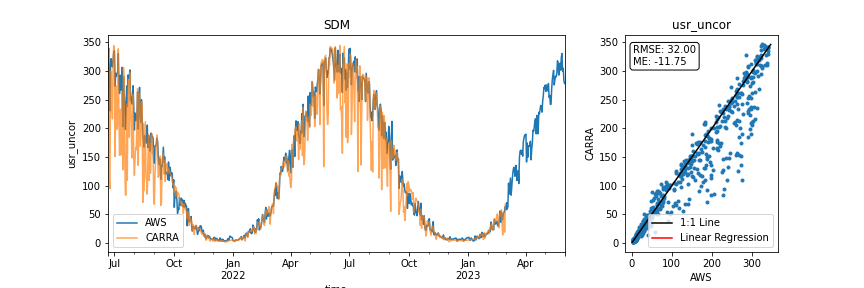 SDM
usr_uncor
350
300
250
200
150
100
50
0
AWS
CARRA
Jul
Oct
Jan
2022
Apr
Jul
Oct
Jan
2023
Apr
time
usr_uncor
CARRA
350
300
250
200
150
100
50
0
RMSE: 32.00
ME: -11.75
1:1 Line
Linear Regression
0
100
200
300
AWS